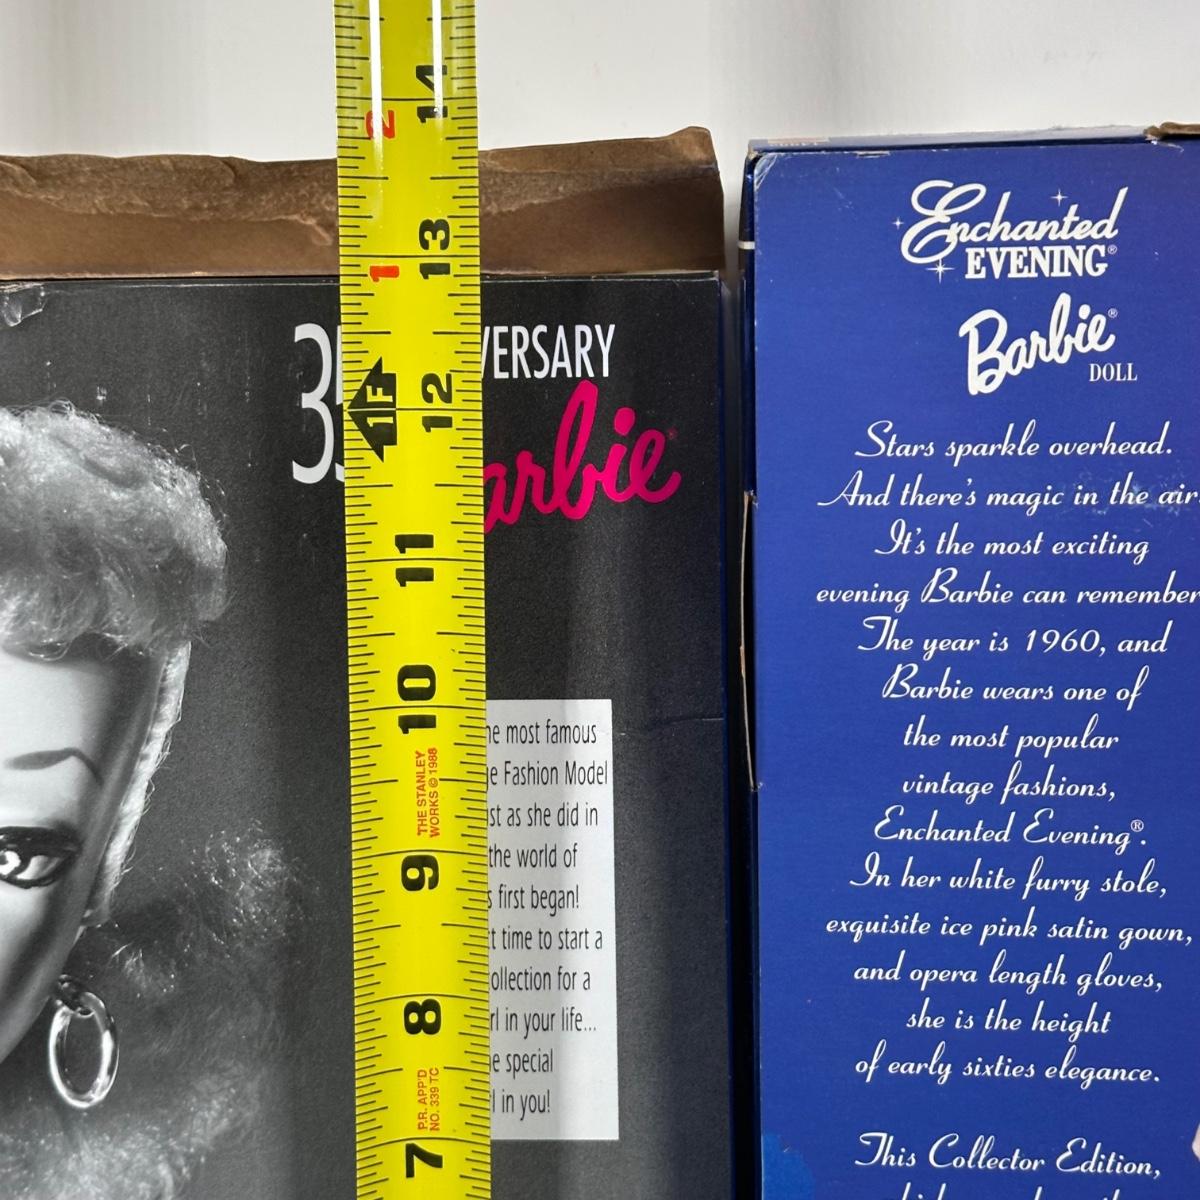 14
2
13
1
12
1F
11
10
THE STANLEY
WORKS © 1988
9
8
P.R. APP'D
NO. 339 TC
7
35
VERSARY
arbie
he most famous
e Fashion Model
st as she did in
the world of
s first began!
t time to start a
ollection for a
rl in your life...
e special
l in you!
Enchanted
EVENING®
Barbie®
DOLL
Stars sparkle overhead.
And there's magic in the air.
It's the most exciting
evening Barbie can remember
The year is 1960, and
Barbie wears one of
the most popular
vintage fashions,
Enchanted Evening®.
In her white furry stole,
exquisite ice pink satin gown,
and opera length gloves,
she is the height
of early sixties elegance.
This Collector Edition,